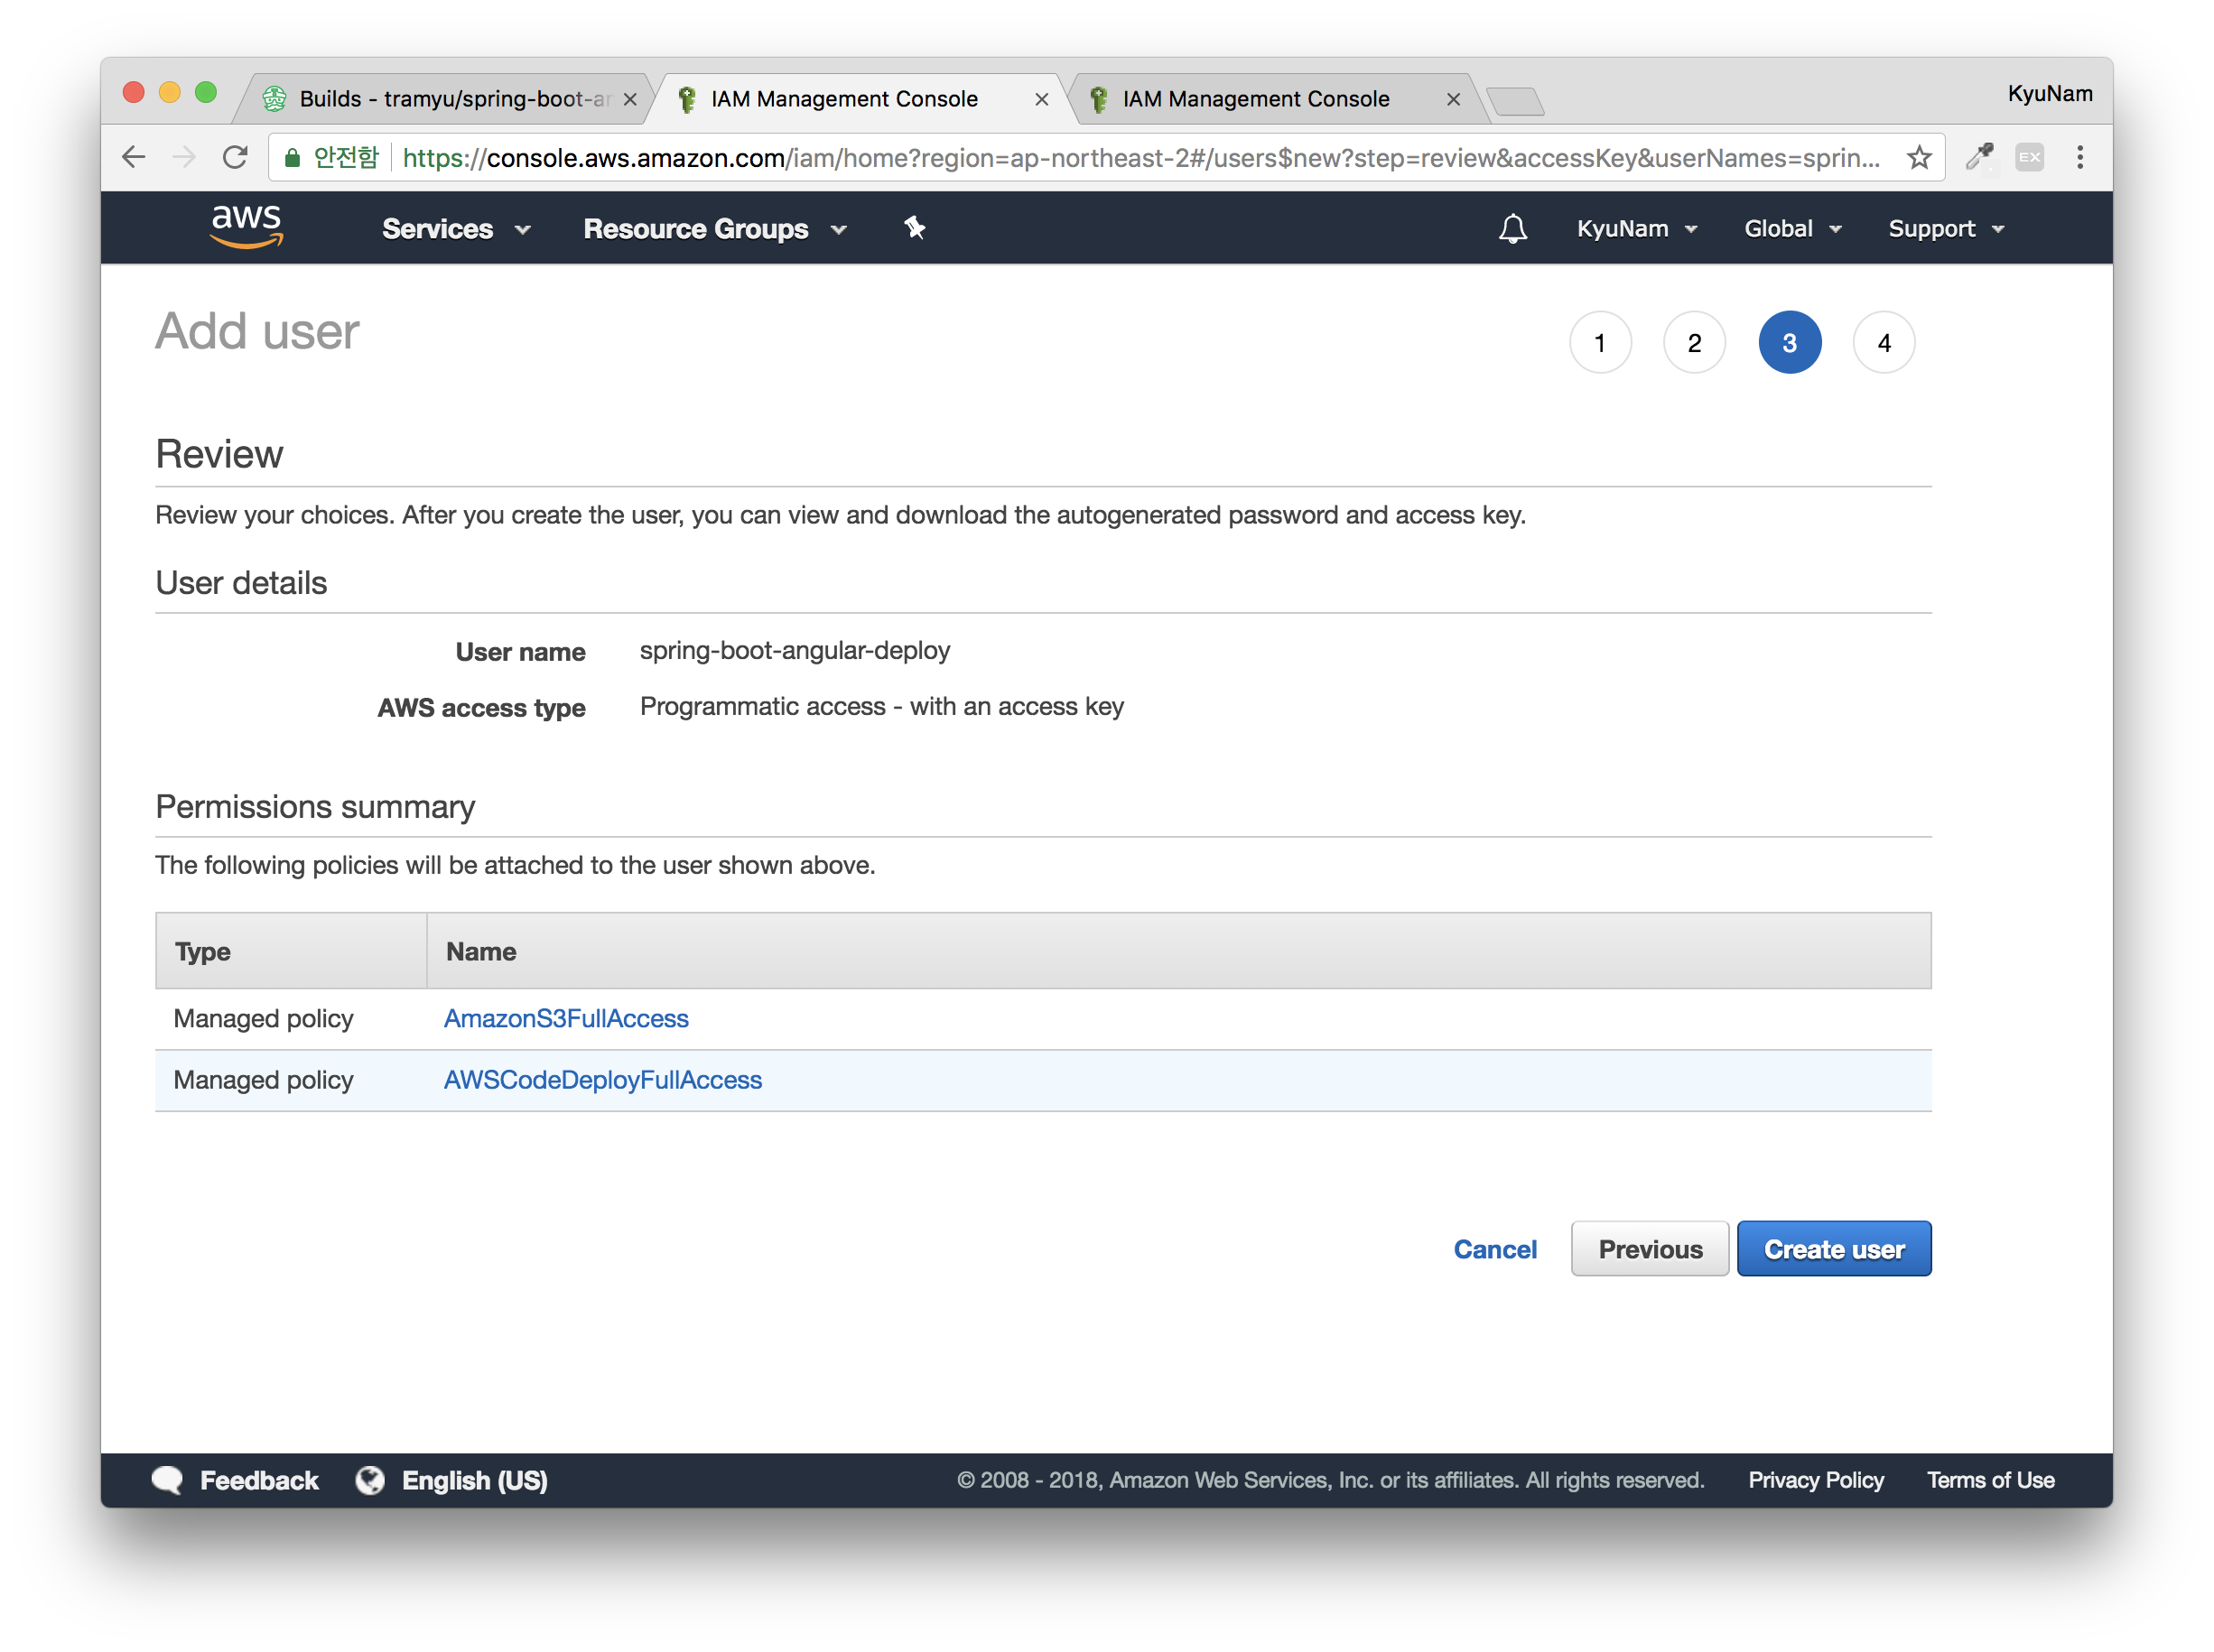 Builds - tramyu/spring-boot-ar
IAM Management Console
IAM Management Console
KyuNam
안전함 https://console.aws.amazon.com/iam/home?region=ap-northeast-2#/users$new?step=review&accessKey&userNames=sprin...
EX
aws Services Resource Groups KyuNam Global Support
Add user
1 2 3 4
Review
Review your choices. After you create the user, you can view and download the autogenerated password and access key.
User details
User name spring-boot-angular-deploy
AWS access type Programmatic access - with an access key
Permissions summary
The following policies will be attached to the user shown above.
Type Name
Managed policy AmazonS3FullAccess
Managed policy AWSCodeDeployFullAccess
Cancel Previous Create user
Feedback English (US) © 2008 - 2018, Amazon Web Services, Inc. or its affiliates. All rights reserved. Privacy Policy Terms of Use